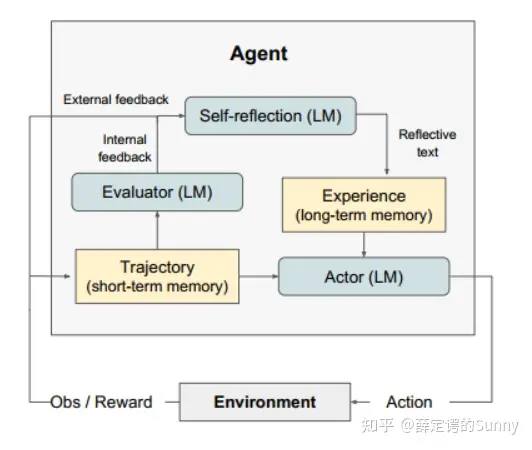 Agent
External feedback
Self-reflection (LM)
Internal
feedback
Reflective
text
Evaluator (LM)
Experience
(long-term memory)
Trajectory
(short-term memory)
Actor (LM)
Obs / Reward
Environment
Action
知乎 @薛定谔的Sunny